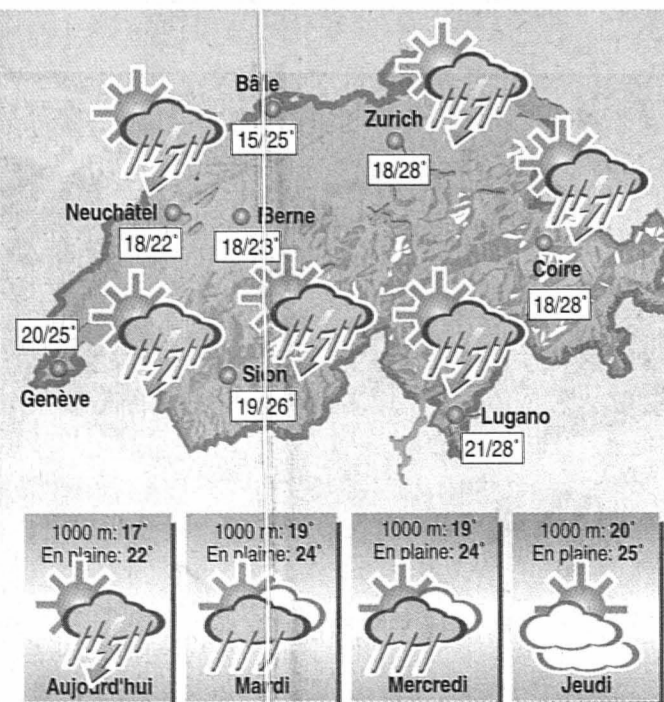 Bâle
15/25°
Zurich
18/28°
Neuchâtel
18/22°
Berne
18/23°
Coire
18/28°
20/25°
Genève
Sion
19/26°
Lugano
21/28°
1000 m: 17°
En plaine: 22°
Aujourd'hui
1000 m: 19°
En plaine: 24°
Mardi
1000 m: 19°
En plaine: 24°
Mercredi
1000 m: 20°
En plaine: 25°
Jeudi